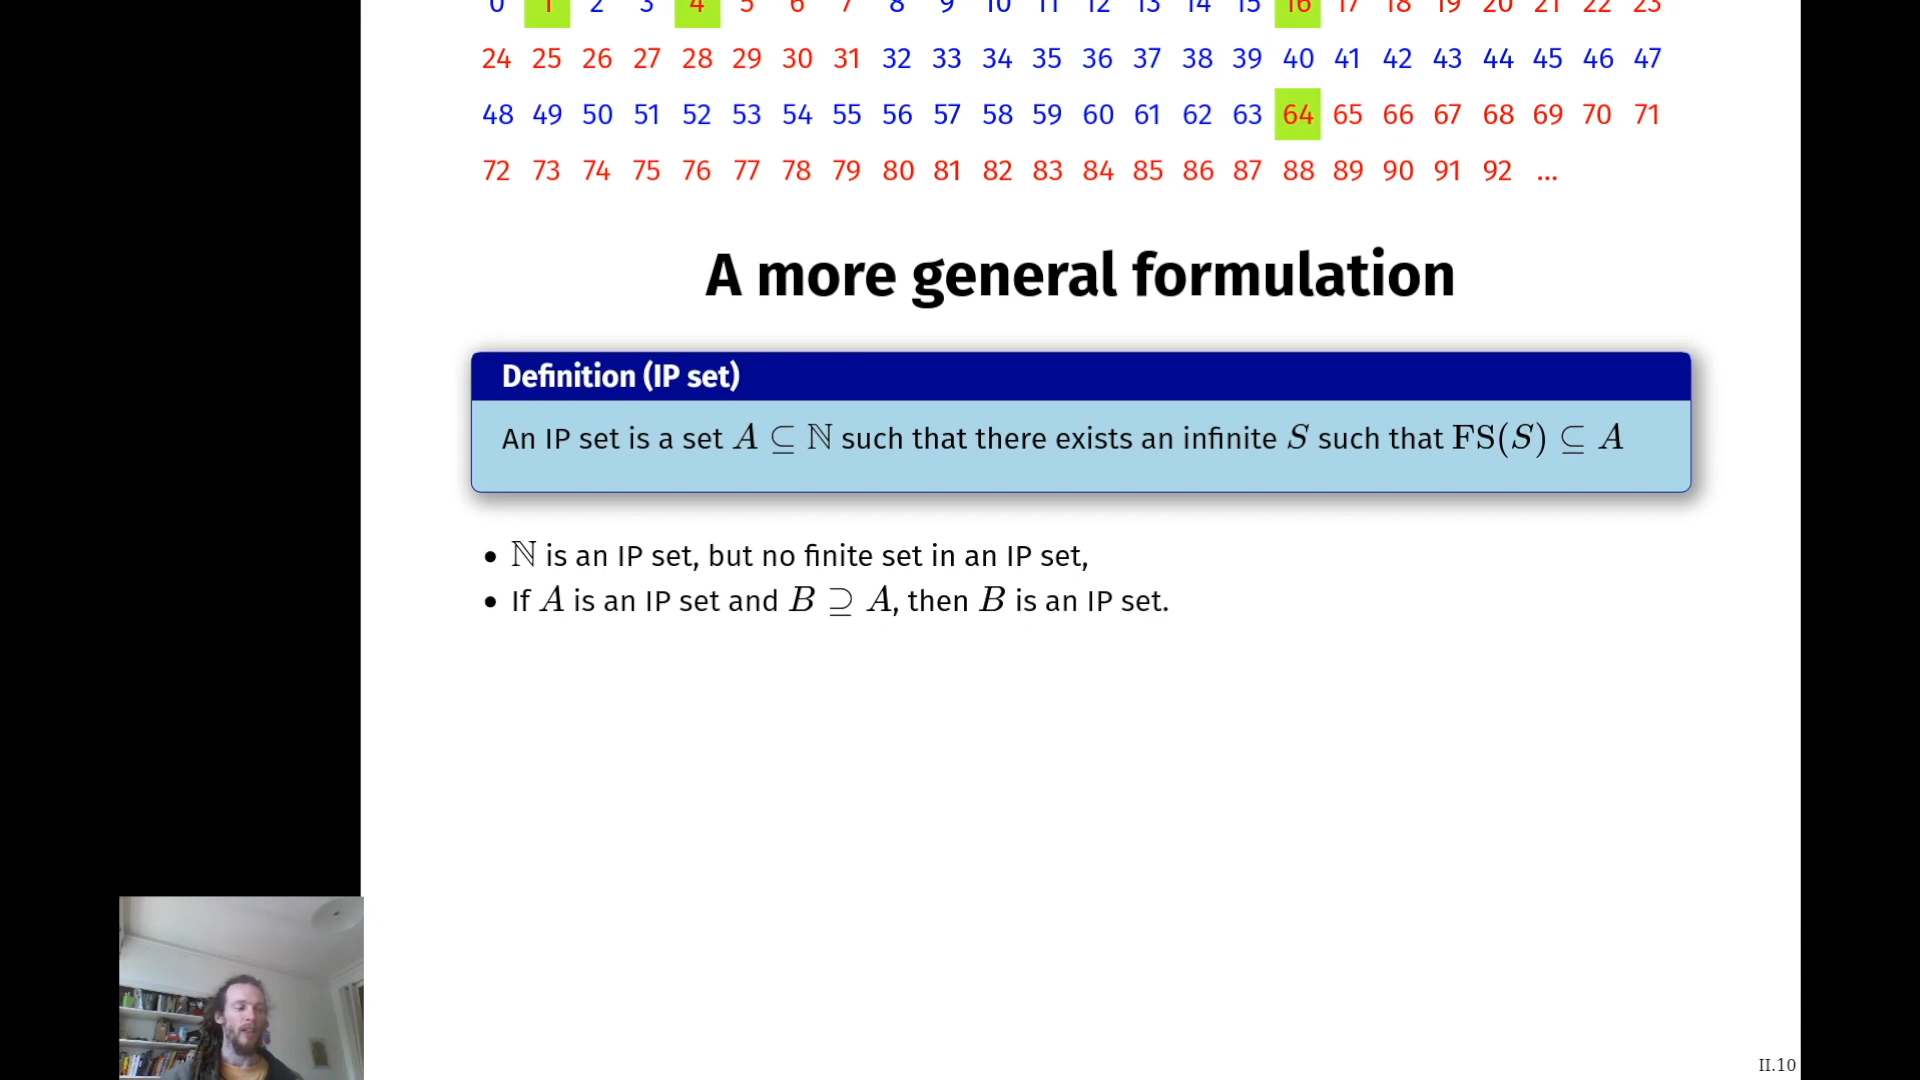 0 1 2 3 4 5 6 7 8 9 10 11 12 13 14 15 16 17 18 19 20 21 22 23
24 25 26 27 28 29 30 31 32 33 34 35 36 37 38 39 40 41 42 43 44 45 46 47
48 49 50 51 52 53 54 55 56 57 58 59 60 61 62 63 64 65 66 67 68 69 70 71
72 73 74 75 76 77 78 79 80 81 82 83 84 85 86 87 88 89 90 91 92 ...
A more general formulation
Definition (IP set)
An IP set is a set A ⊆ ℕ such that there exists an infinite S such that FS(S) ⊆ A
• ℕ is an IP set, but no finite set in an IP set,
• If A is an IP set and B ⊇ A, then B is an IP set.
II.10